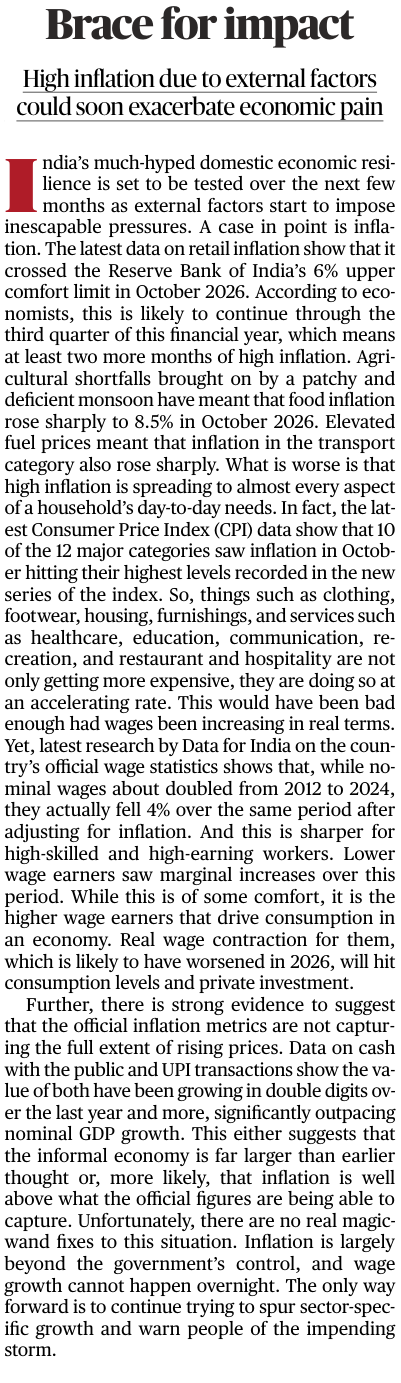 Brace for impact
High inflation due to external factors
could soon exacerbate economic pain
India’s much-hyped domestic economic resi-
lience is set to be tested over the next few
months as external factors start to impose
inescapable pressures. A case in point is infla-
tion. The latest data on retail inflation show that it
crossed the Reserve Bank of India’s 6% upper
comfort limit in October 2026. According to eco-
nomists, this is likely to continue through the
third quarter of this financial year, which means
at least two more months of high inflation. Agri-
cultural shortfalls brought on by a patchy and
deficient monsoon have meant that food inflation
rose sharply to 8.5% in October 2026. Elevated
fuel prices meant that inflation in the transport
category also rose sharply. What is worse is that
high inflation is spreading to almost every aspect
of a household’s day-to-day needs. In fact, the lat-
est Consumer Price Index (CPI) data show that 10
of the 12 major categories saw inflation in Octob-
er hitting their highest levels recorded in the new
series of the index. So, things such as clothing,
footwear, housing, furnishings, and services such
as healthcare, education, communication, re-
creation, and restaurant and hospitality are not
only getting more expensive, they are doing so at
an accelerating rate. This would have been bad
enough had wages been increasing in real terms.
Yet, latest research by Data for India on the coun-
try’s official wage statistics shows that, while no-
minal wages about doubled from 2012 to 2024,
they actually fell 4% over the same period after
adjusting for inflation. And this is sharper for
high-skilled and high-earning workers. Lower
wage earners saw marginal increases over this
period. While this is of some comfort, it is the
higher wage earners that drive consumption in
an economy. Real wage contraction for them,
which is likely to have worsened in 2026, will hit
consumption levels and private investment.
Further, there is strong evidence to suggest
that the official inflation metrics are not captur-
ing the full extent of rising prices. Data on cash
with the public and UPI transactions show the va-
lue of both have been growing in double digits ov-
er the last year and more, significantly outpacing
nominal GDP growth. This either suggests that
the informal economy is far larger than earlier
thought or, more likely, that inflation is well
above what the official figures are being able to
capture. Unfortunately, there are no real magic-
wand fixes to this situation. Inflation is largely
beyond the government’s control, and wage
growth cannot happen overnight. The only way
forward is to continue trying to spur sector-spec-
ific growth and warn people of the impending
storm.